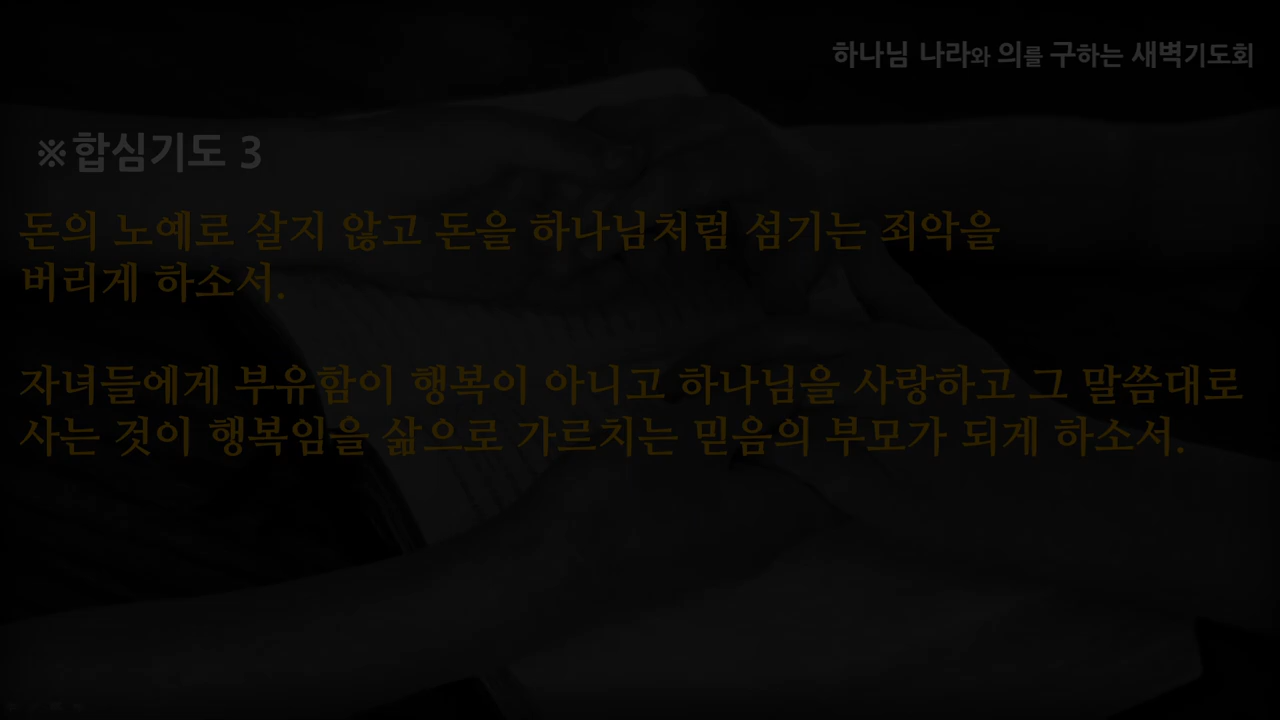 하나님 나라와 의를 구하는 새벽기도회
※합심기도 3
돈의 노예로 살지 않고 돈을 하나님처럼 섬기는 죄악을
버리게 하소서.
자녀들에게 부유함이 행복이 아니고 하나님을 사랑하고 그 말씀대로
사는 것이 행복임을 삶으로 가르치는 믿음의 부모가 되게 하소서.